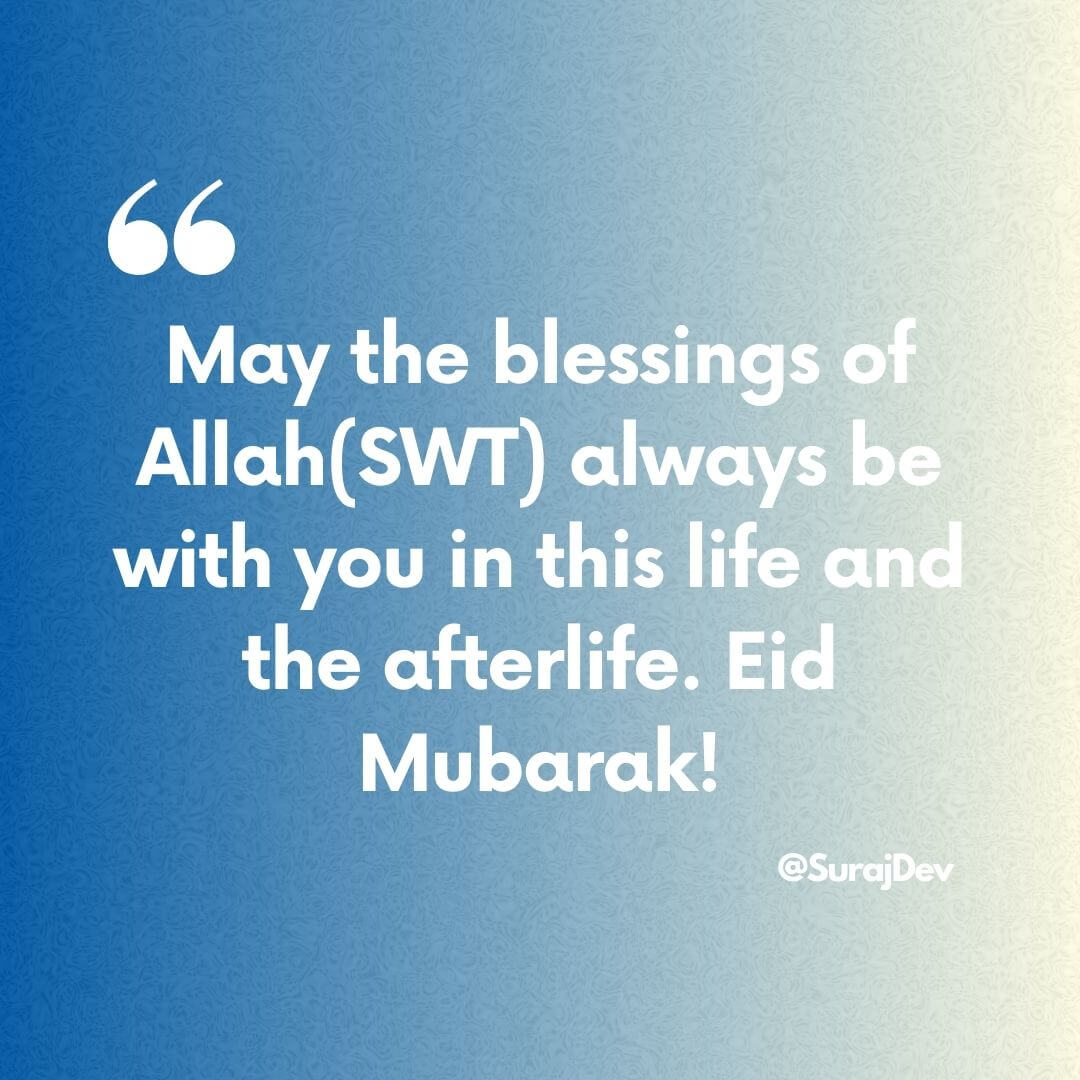 “
May the blessings of
Allah(SWT) always be
with you in this life and
the afterlife. Eid
Mubarak!
@SurajDev